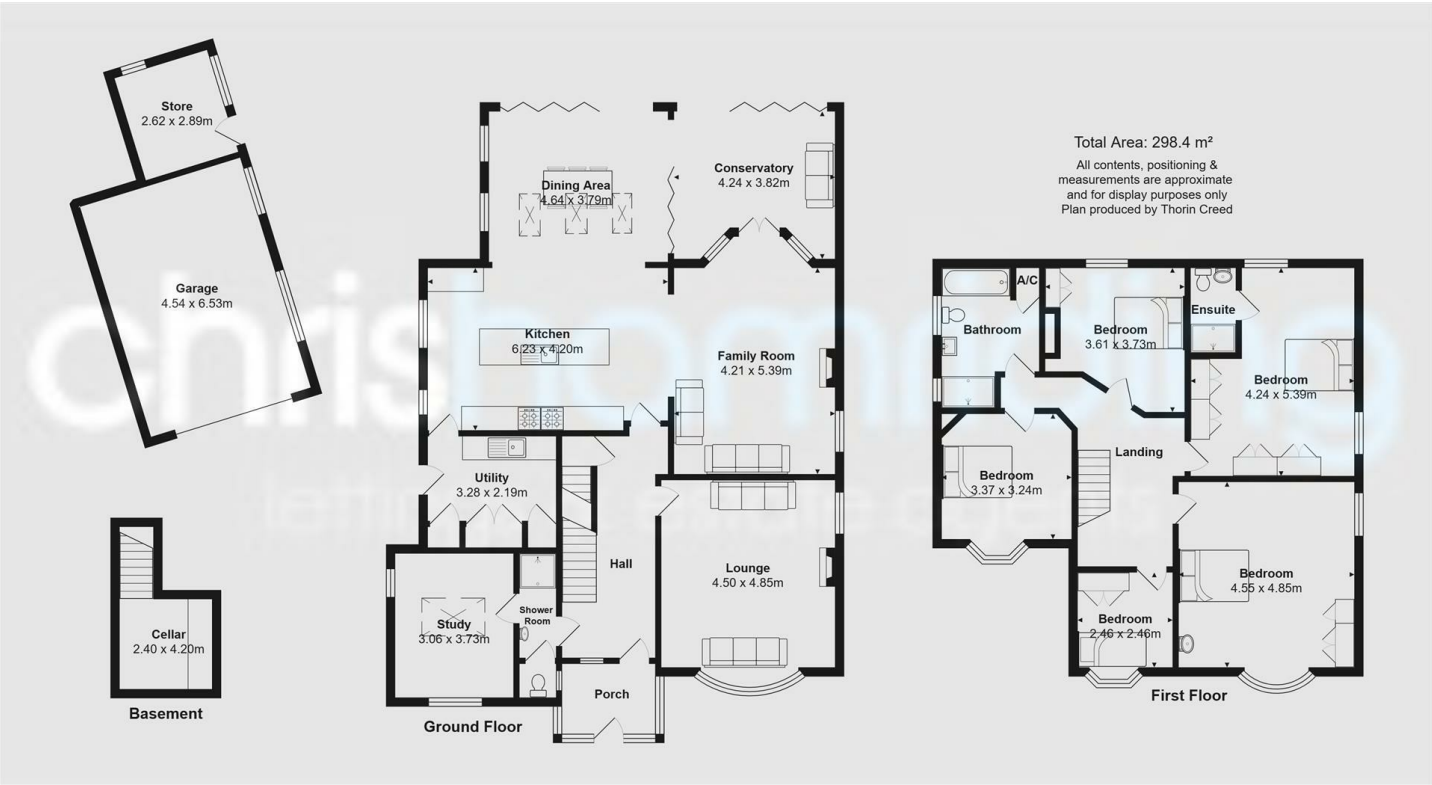 Store
2.62 x 2.89m
Garage
4.54 x 6.53m
Dining Area
4.64 x 3.79m
Conservatory
4.24 x 3.82m
Kitchen
6.23 x 4.20m
Family Room
4.21 x 5.39m
Utility
3.28 x 2.19m
Hall
Lounge
4.50 x 4.85m
Study
3.06 x 3.73m
Shower
Room
Porch
Ground Floor
Cellar
2.40 x 4.20m
Basement
Total Area: 298.4 m²
All contents, positioning &
measurements are approximate
and for display purposes only
Plan produced by Thorin Creed
A/C
Bathroom
Bedroom
3.61 x 3.73m
Ensuite
Bedroom
4.24 x 5.39m
Landing
Bedroom
3.37 x 3.24m
Bedroom
4.55 x 4.85m
Bedroom
2.46 x 2.46m
First Floor